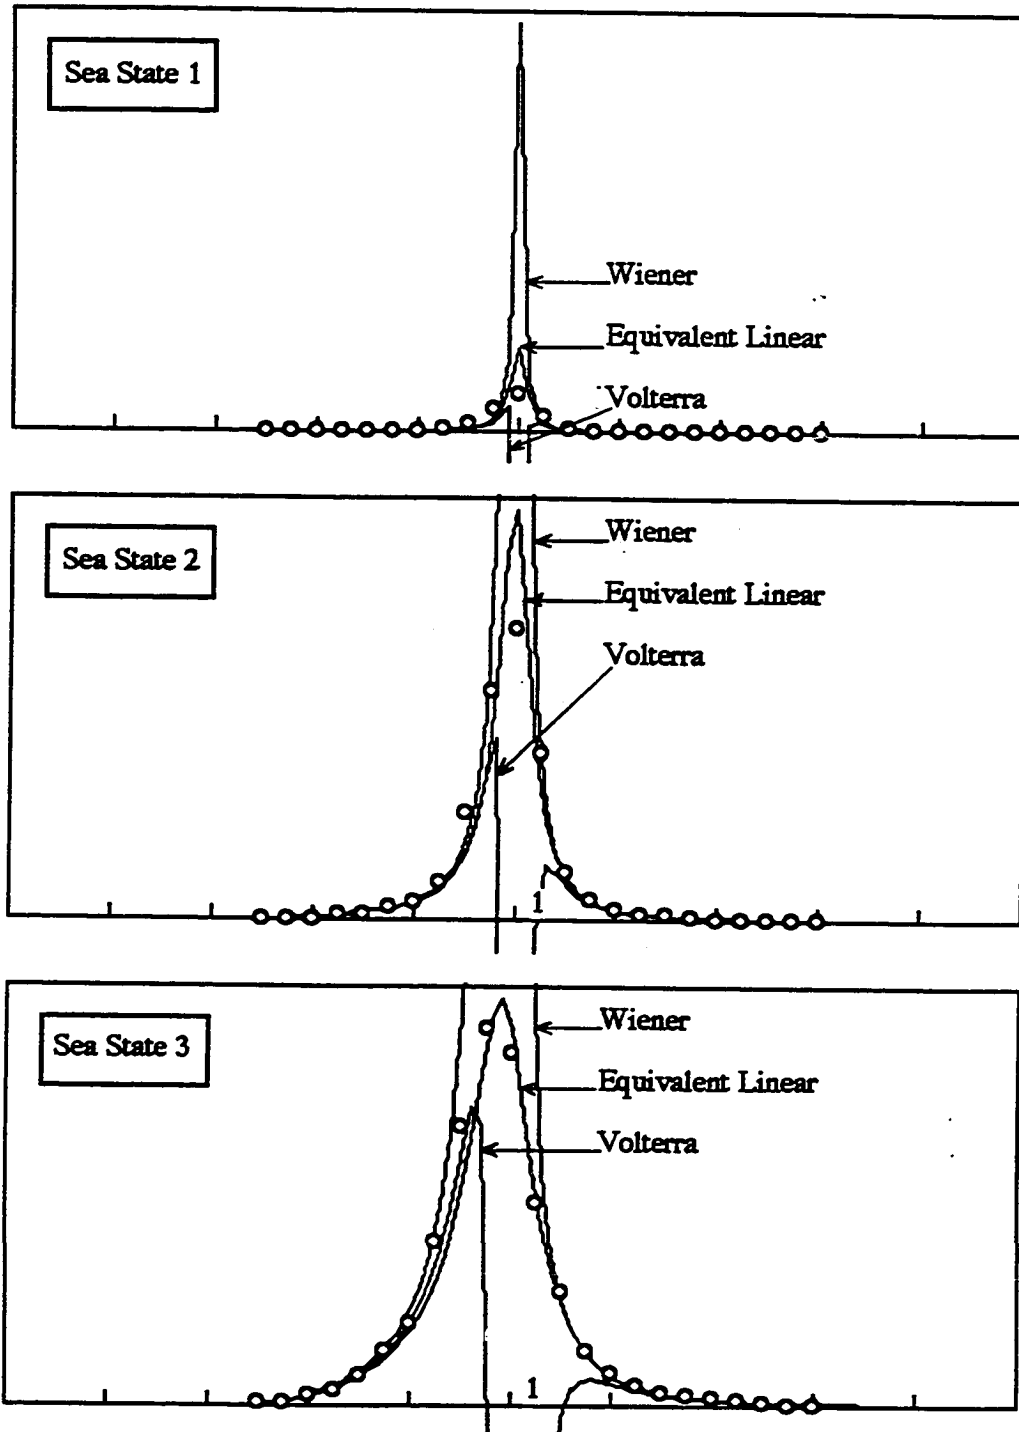 Sea State 1
Wiener
Equivalent Linear
Volterra
Sea State 2
Wiener
Equivalent Linear
Volterra
1
Sea State 3
Wiener
Equivalent Linear
Volterra
1